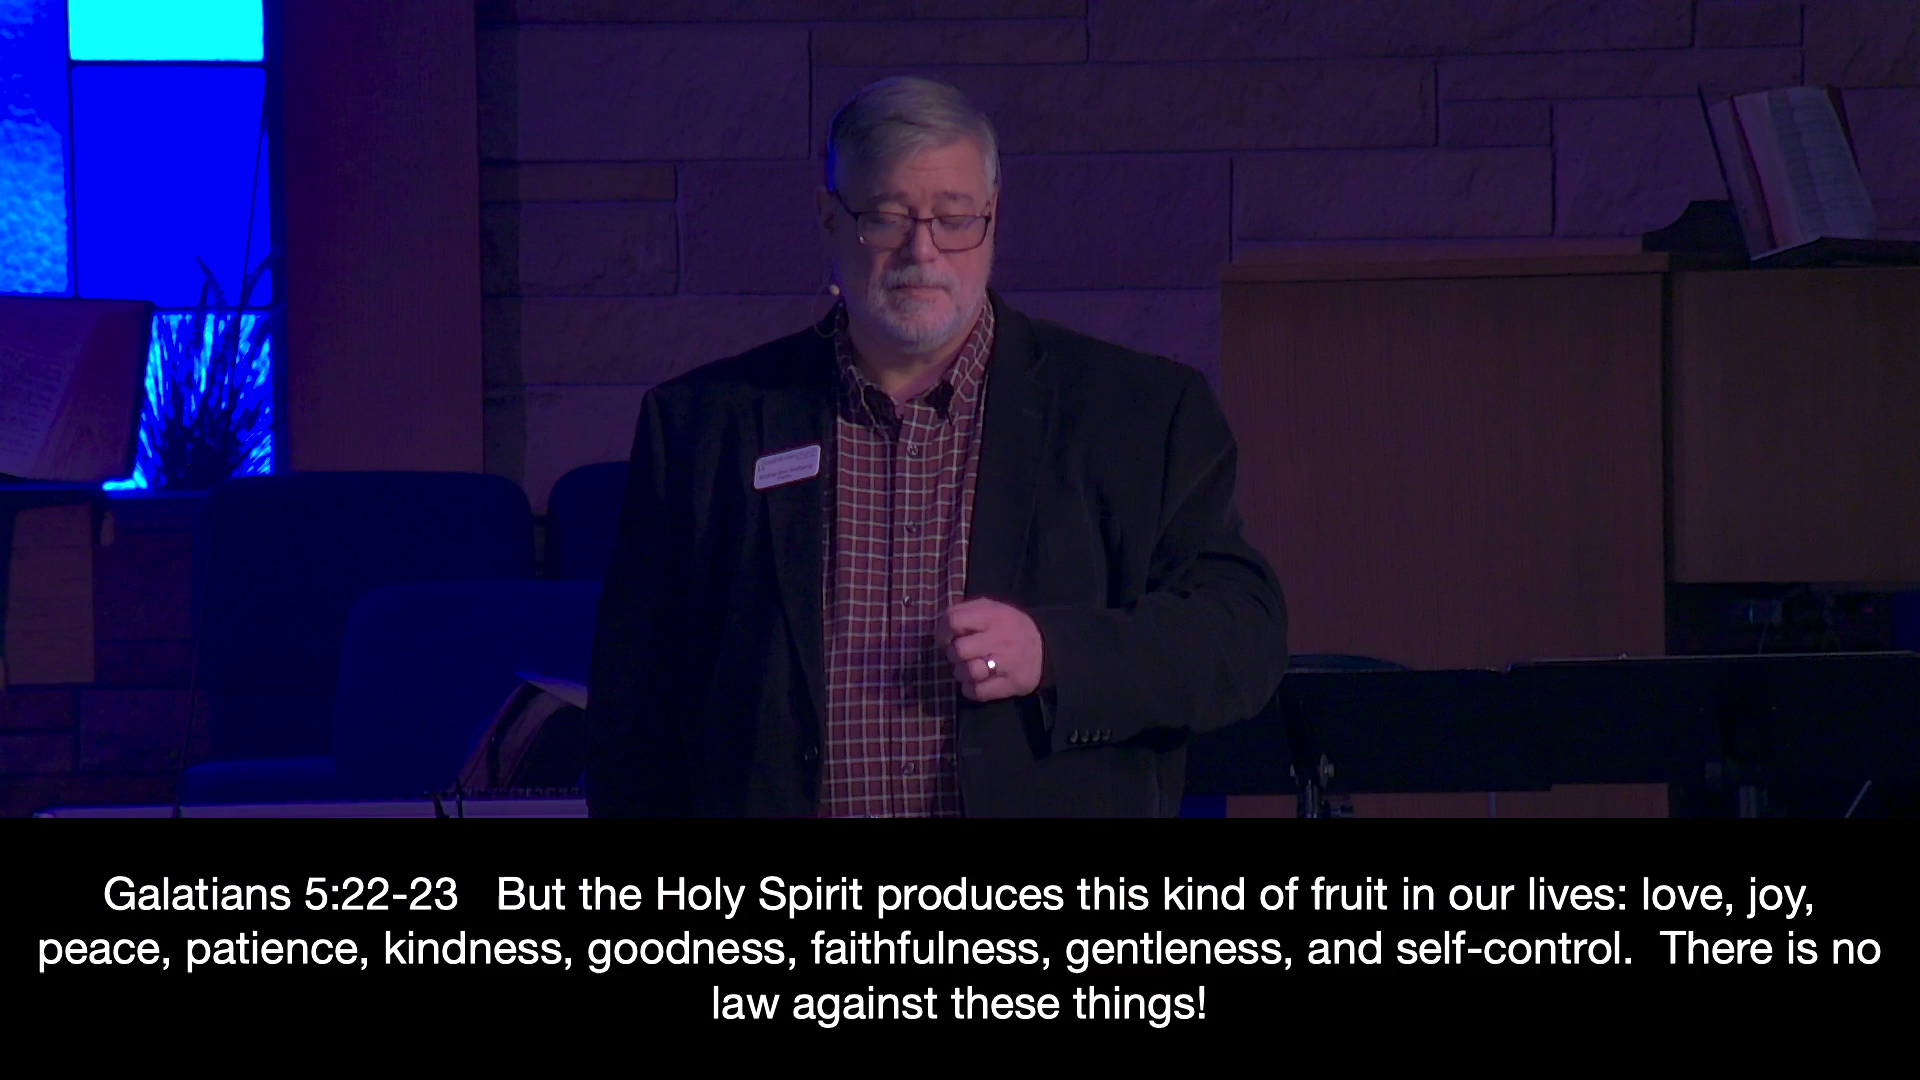 Galatians 5:22-23   But the Holy Spirit produces this kind of fruit in our lives: love, joy,
peace, patience, kindness, goodness, faithfulness, gentleness, and self-control.  There is no
law against these things!